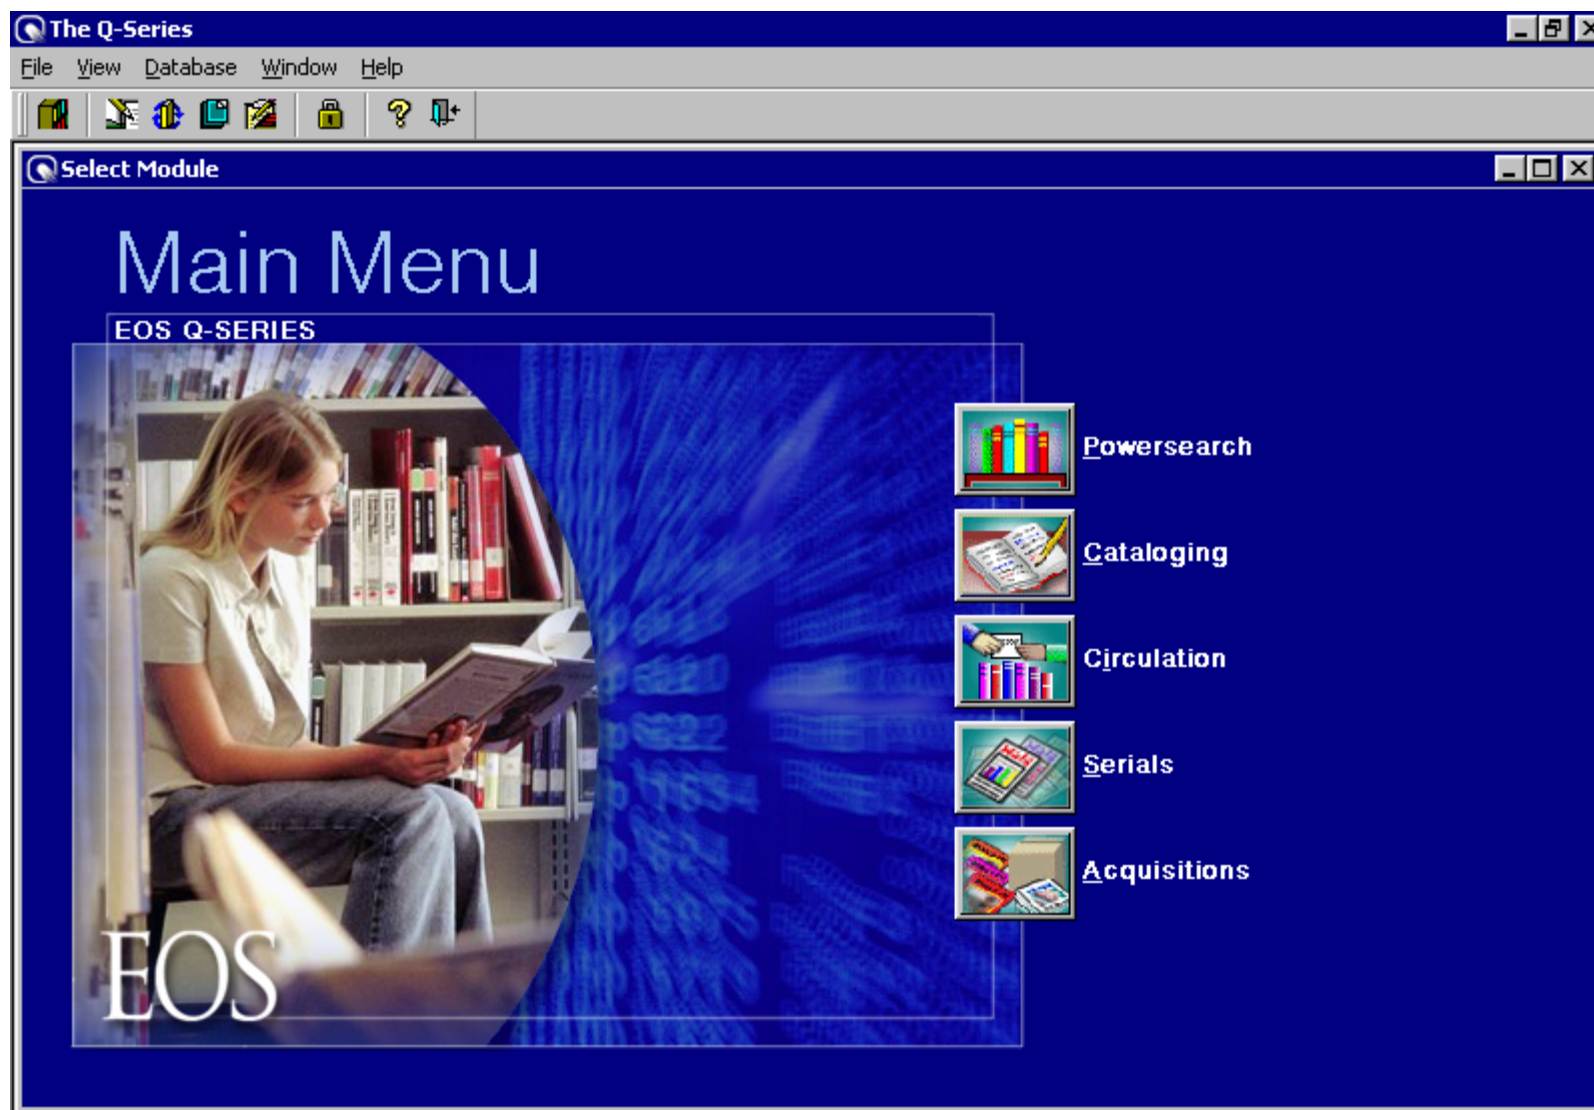 The Q-Series
File View Database Window Help
Select Module
Main Menu
EOS Q-SERIES
Powersearch
Cataloging
Circulation
Serials
Acquisitions
EOS